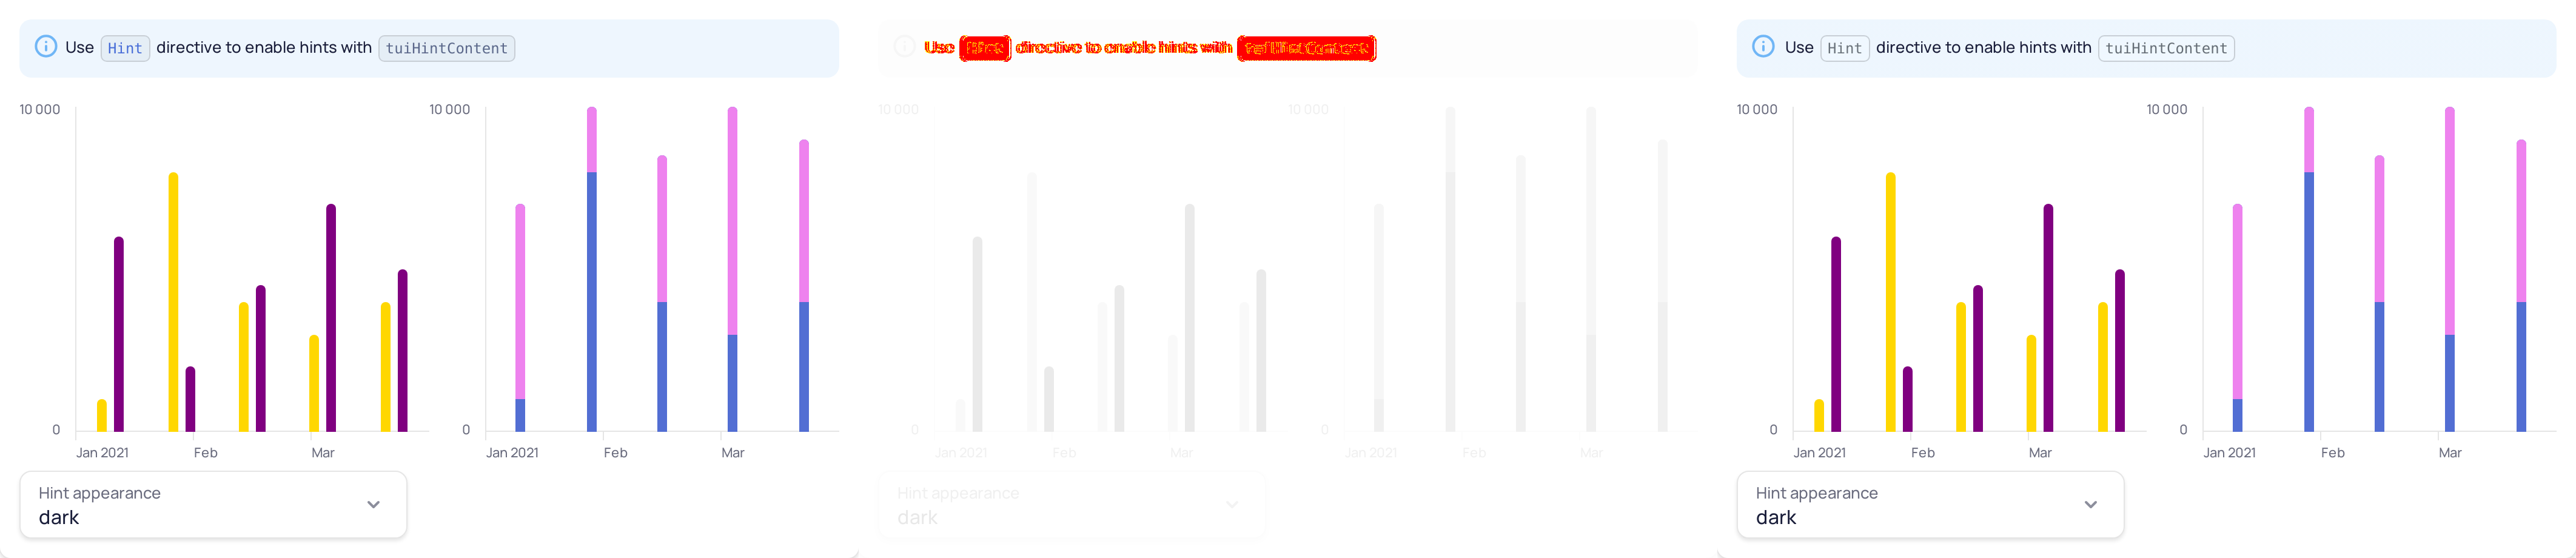 Use Hint directive to enable hints with tuiHintContent
10 000
0
Jan 2021 Feb Mar
10 000
0
Jan 2021 Feb Mar
Hint appearance
dark
Use Hint directive to enable hints with tuiHintContent
10 000
0
Jan 2021 Feb Mar
10 000
0
Jan 2021 Feb Mar
Hint appearance
dark
Use Hint directive to enable hints with tuiHintContent
10 000
0
Jan 2021 Feb Mar
10 000
0
Jan 2021 Feb Mar
Hint appearance
dark